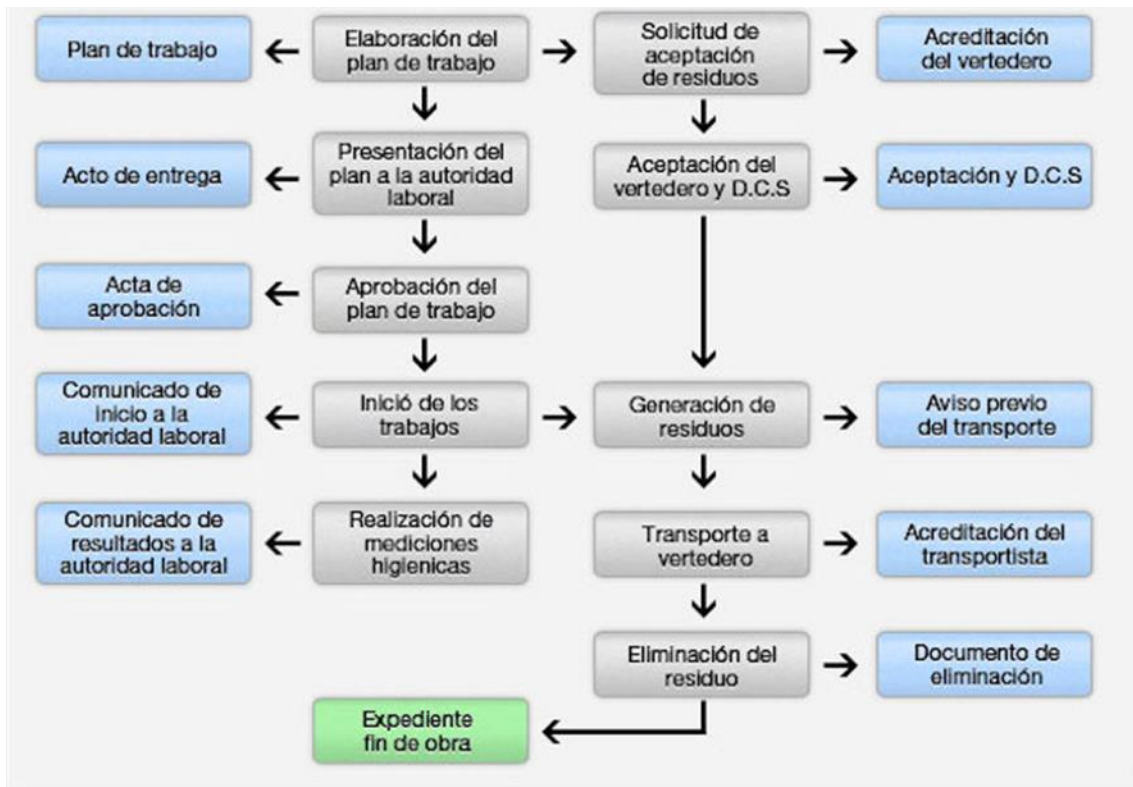 Plan de trabajo
Elaboración del
plan de trabajo
Solicitud de
aceptación
de residuos
Acreditación
del vertedero
Acto de entrega
Presentación del
plan a la autoridad
laboral
Aceptación del
vertedero y D.C.S
Aceptación y D.C.S
Acta de
aprobación
Aprobación del
plan de trabajo
Comunicado de
inicio a la
autoridad laboral
Inició de los
trabajos
Generación de
residuos
Aviso previo
del transporte
Comunicado de
resultados a la
autoridad laboral
Realización de
mediciones
higienicas
Transporte a
vertedero
Acreditación del
transportista
Eliminación del
residuo
Documento de
eliminación
Expediente
fin de obra